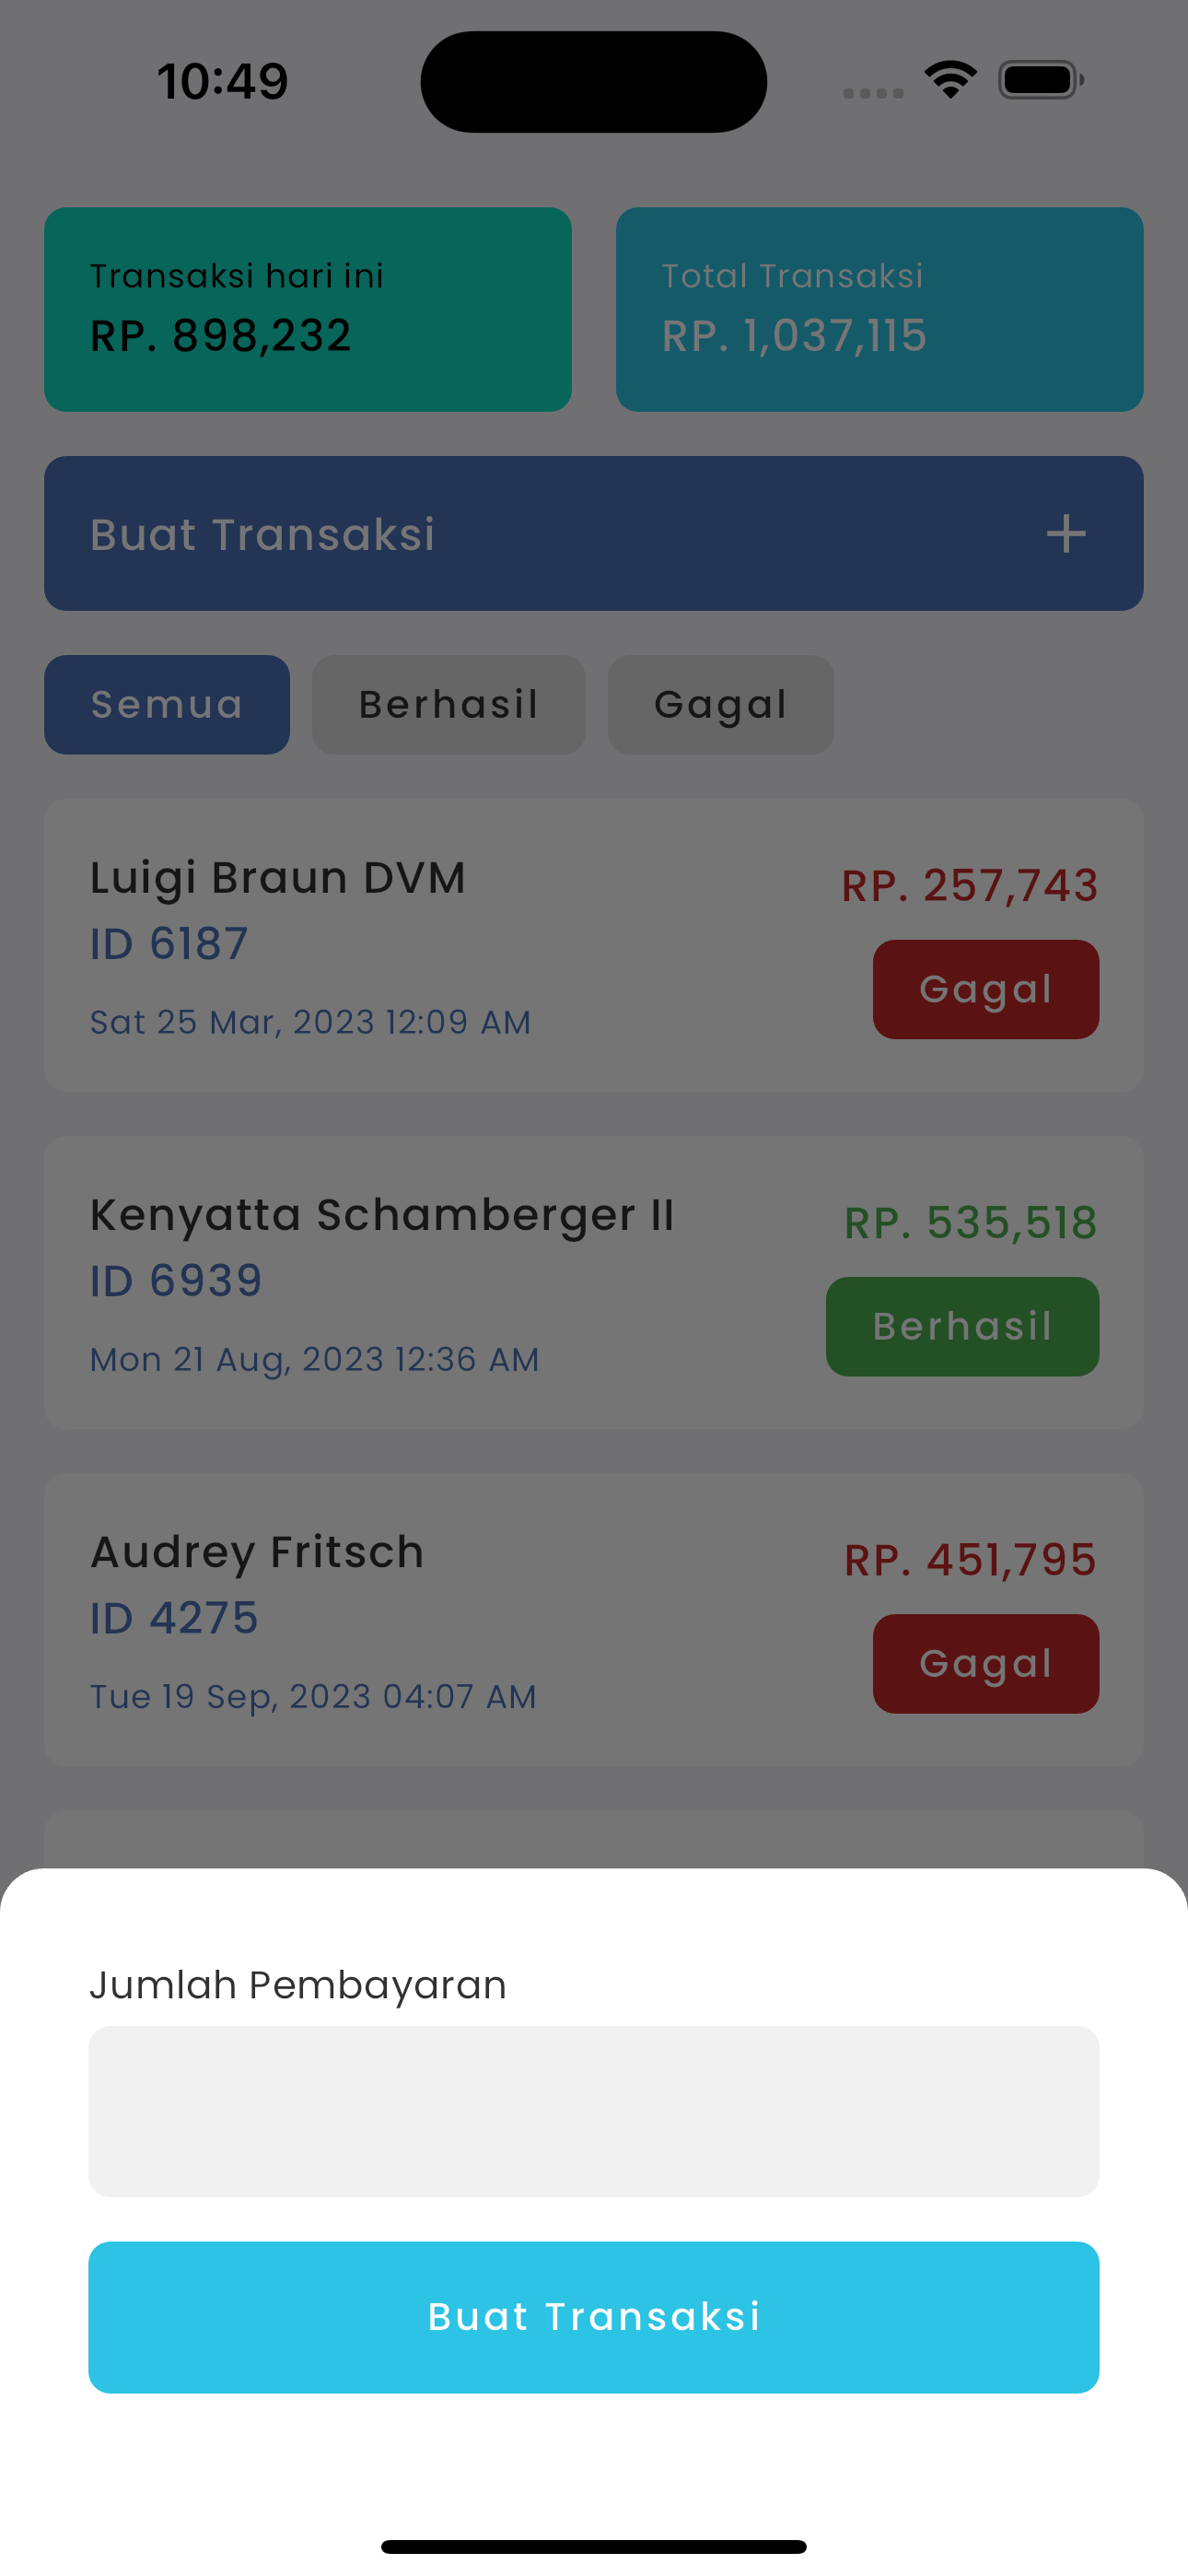 10:49
Transaksi hari ini
RP. 898,232
Total Transaksi
RP. 1,037,115
Buat Transaksi
Semua
Berhasil
Gagal
Luigi Braun DVM
RP. 257,743
ID 6187
Gagal
Sat 25 Mar, 2023 12:09 AM
Kenyatta Schamberger II
RP. 535,518
ID 6939
Berhasil
Mon 21 Aug, 2023 12:36 AM
Audrey Fritsch
RP. 451,795
ID 4275
Gagal
Tue 19 Sep, 2023 04:07 AM
Jumlah Pembayaran
Buat Transaksi